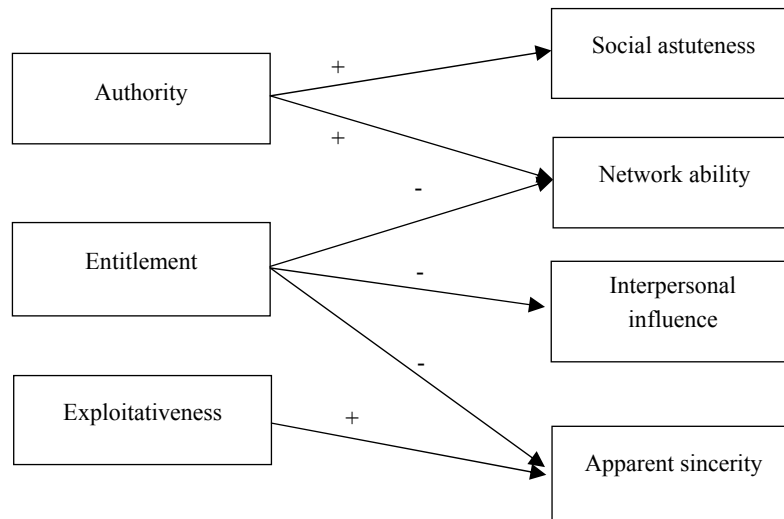 Social astuteness
+
Authority
+
Network ability
-
Entitlement
-
Interpersonal
influence
-
Exploitativeness
+
Apparent sincerity